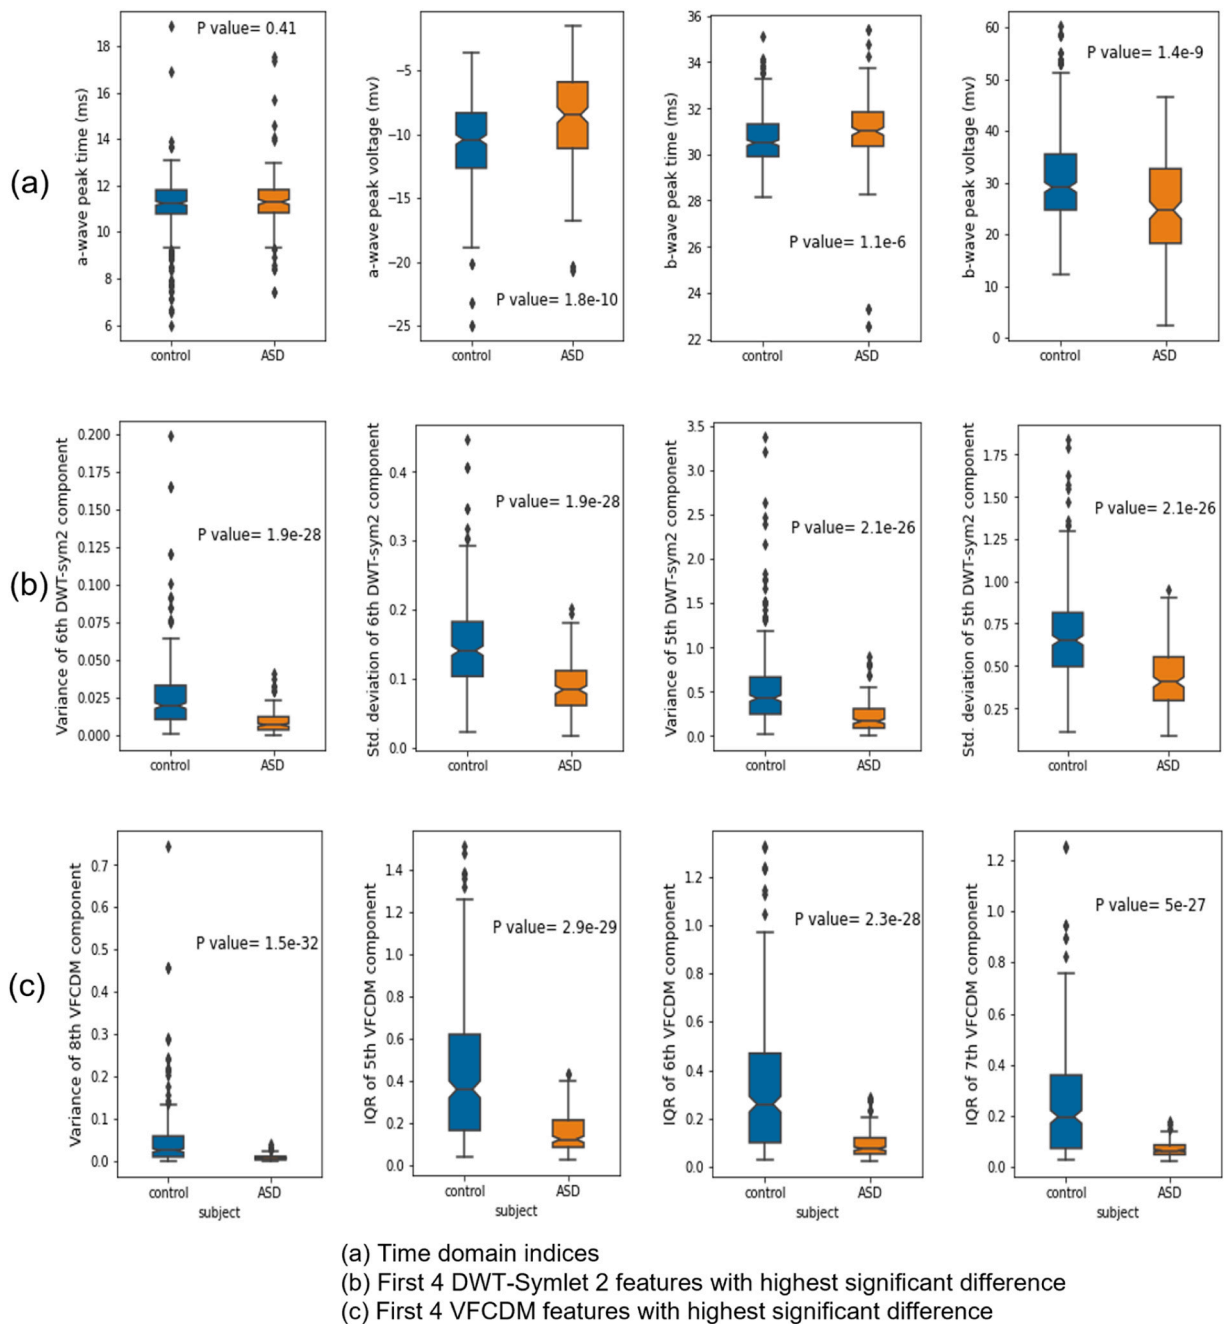 (a)
a-wave peak time (ms)
18
16
14
12
10
8
6
P value= 0.41
control
ASD
a-wave peak voltage (mv)
−5
−10
−15
−20
−25
P value= 1.8e-10
control
ASD
b-wave peak time (ms)
36
34
32
30
28
26
24
22
P value= 1.1e-6
control
ASD
b-wave peak voltage (mv)
60
50
40
30
20
10
0
P value= 1.4e-9
control
ASD
(b)
Variance of 6th DWT-sym2 component
0.200
0.175
0.150
0.125
0.100
0.075
0.050
0.025
0.000
P value= 1.9e-28
control
ASD
Std. deviation of 6th DWT-sym2 component
0.4
0.3
0.2
0.1
0.0
P value= 1.9e-28
control
ASD
Variance of 5th DWT-sym2 component
3.5
3.0
2.5
2.0
1.5
1.0
0.5
0.0
P value= 2.1e-26
control
ASD
Std. deviation of 5th DWT-sym2 component
1.75
1.50
1.25
1.00
0.75
0.50
0.25
P value= 2.1e-26
control
ASD
(c)
Variance of 8th VFCDM component
0.7
0.6
0.5
0.4
0.3
0.2
0.1
0.0
P value= 1.5e-32
control
ASD
subject
IQR of 5th VFCDM component
1.4
1.2
1.0
0.8
0.6
0.4
0.2
0.0
P value= 2.9e-29
control
ASD
subject
IQR of 6th VFCDM component
1.2
1.0
0.8
0.6
0.4
0.2
0.0
P value= 2.3e-28
control
ASD
subject
IQR of 7th VFCDM component
1.2
1.0
0.8
0.6
0.4
0.2
0.0
P value= 5e-27
control
ASD
subject
(a) Time domain indices
(b) First 4 DWT-Symlet 2 features with highest significant difference
(c) First 4 VFCDM features with highest significant difference